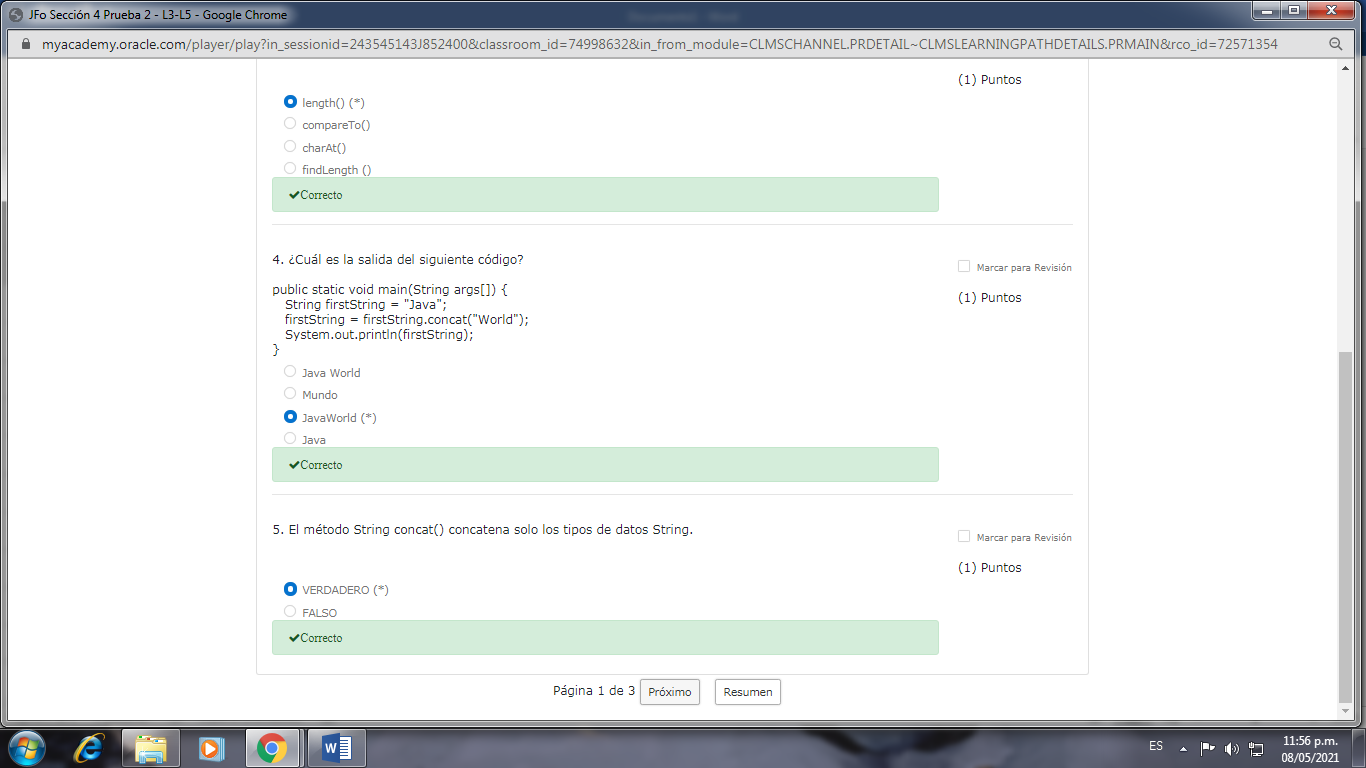 JFo Sección 4 Prueba 2 - L3-L5 - Google Chrome
myacademy.oracle.com/player/play?in_sessionid=243545143J852400&classroom_id=74998632&in_from_module=CLMSCHANNEL.PRDETAIL~CLMSLEARNINGPATHDETAILS.PRMAIN&rco_id=72571354
(1) Puntos
length() (*)
compareTo()
charAt()
findLength ()
Correcto
4. ¿Cuál es la salida del siguiente código?
Marcar para Revisión
(1) Puntos
public static void main(String args[]) {
String firstString = "Java";
firstString = firstString.concat("World");
System.out.println(firstString);
}
Java World
Mundo
JavaWorld (*)
Java
Correcto
5. El método String concat() concatena solo los tipos de datos String.
Marcar para Revisión
(1) Puntos
VERDADERO (*)
FALSO
Correcto
Página 1 de 3 Próximo Resumen
ES
11:56 p.m.
08/05/2021